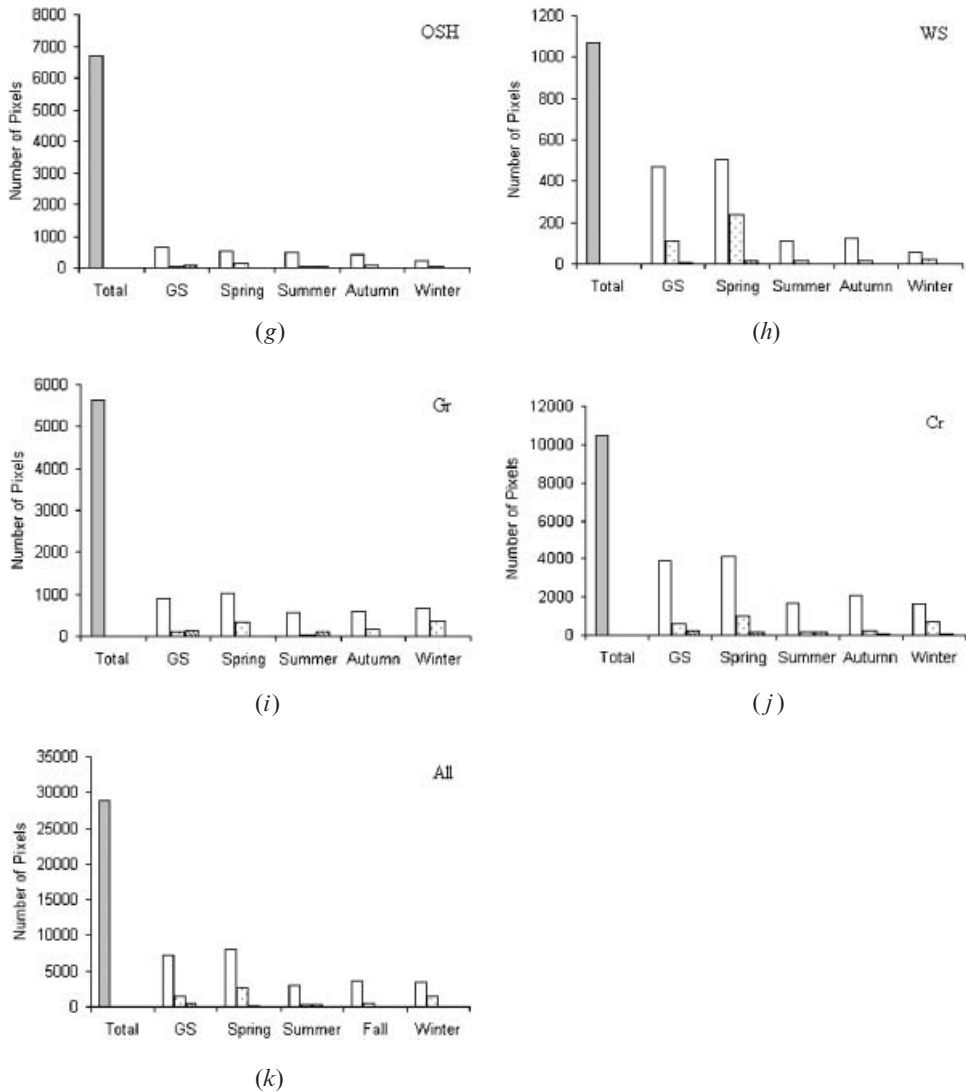 OSH
Number of Pixels
8000
7000
6000
5000
4000
3000
2000
1000
0
Total GS Spring Summer Autumn Winter
(g)
WS
Number of Pixels
1200
1000
800
600
400
200
0
Total GS Spring Summer Autumn Winter
(h)
Gr
Number of Pixels
6000
5000
4000
3000
2000
1000
0
Total GS Spring Summer Autumn Winter
(i)
Cr
Number of Pixels
12000
10000
8000
6000
4000
2000
0
Total GS Spring Summer Autumn Winter
(j)
All
Number of Pixels
35000
30000
25000
20000
15000
10000
5000
0
Total GS Spring Summer Fall Winter
(k)